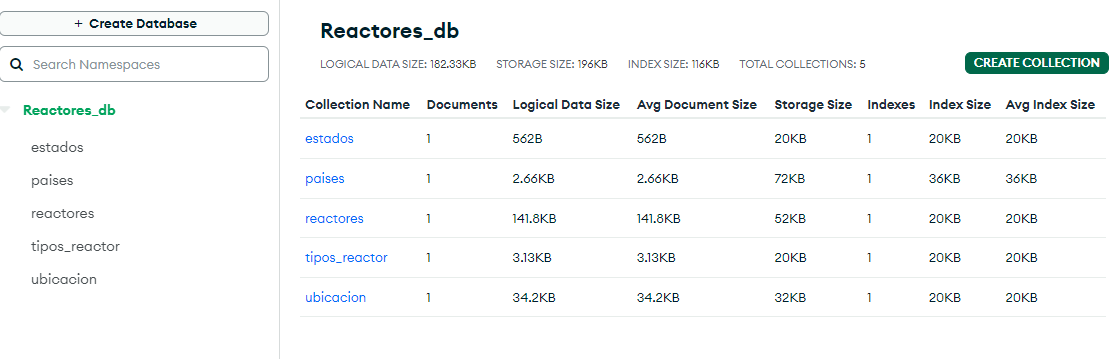 + Create Database
Search Namespaces
Reactores_db
estados
paises
reactores
tipos_reactor
ubicacion
Reactores_db
LOGICAL DATA SIZE: 182.33KB STORAGE SIZE: 196KB INDEX SIZE: 116KB TOTAL COLLECTIONS: 5
CREATE COLLECTION
Collection Name Documents Logical Data Size Avg Document Size Storage Size Indexes Index Size Avg Index Size
estados 1 562B 562B 20KB 1 20KB 20KB
paises 1 2.66KB 2.66KB 72KB 1 36KB 36KB
reactores 1 141.8KB 141.8KB 52KB 1 20KB 20KB
tipos_reactor 1 3.13KB 3.13KB 20KB 1 20KB 20KB
ubicacion 1 34.2KB 34.2KB 32KB 1 20KB 20KB